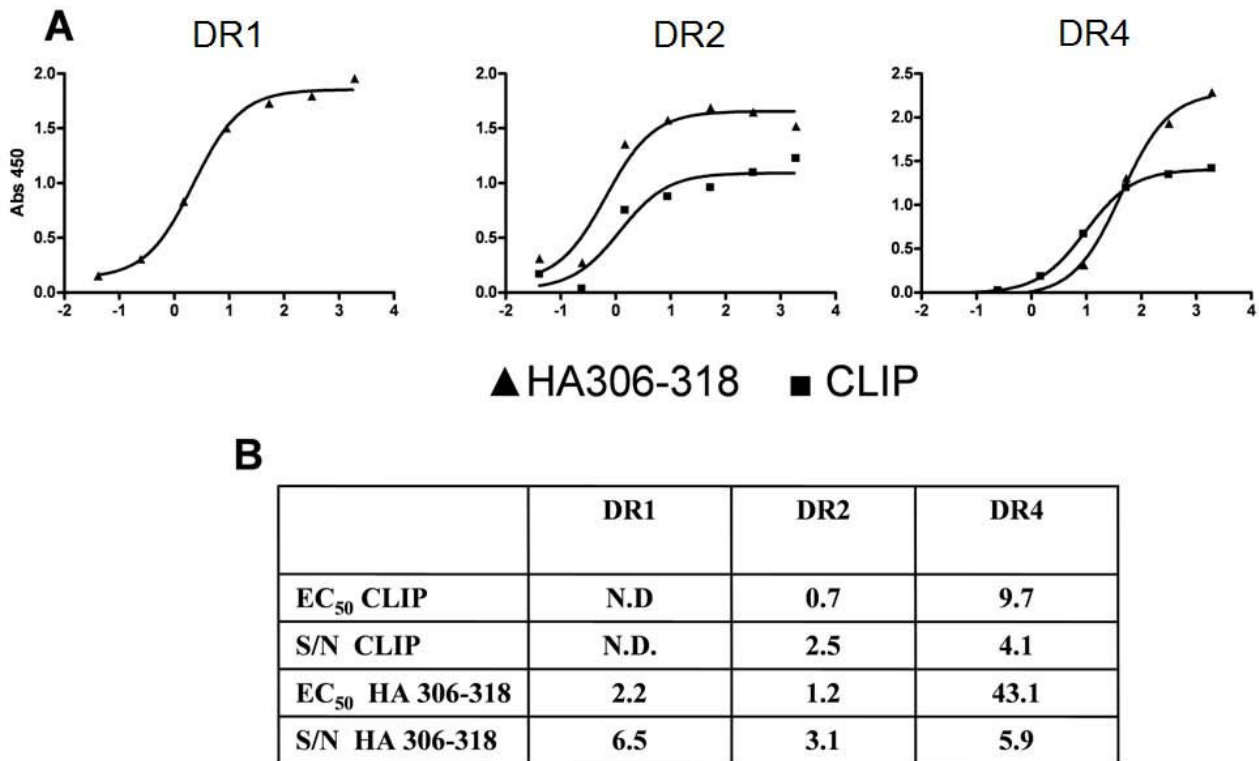 A
DR1
DR2
DR4
Abs 450
2.0
1.5
1.0
0.5
0.0
-2 -1 0 1 2 3 4
2.0
1.5
1.0
0.5
0.0
-2 -1 0 1 2 3 4
2.5
2.0
1.5
1.0
0.5
0.0
-2 -1 0 1 2 3 4
▲ HA306-318 ■ CLIP
B
DR1 DR2 DR4
EC50 CLIP N.D 0.7 9.7
S/N CLIP N.D. 2.5 4.1
EC50 HA 306-318 2.2 1.2 43.1
S/N HA 306-318 6.5 3.1 5.9